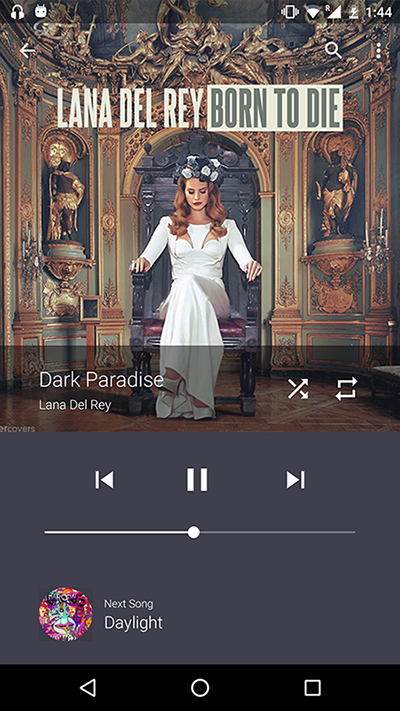 1:44
LANA DEL REY BORN TO DIE
Dark Paradise
Lana Del Rey
ercovers
Next Song
Daylight